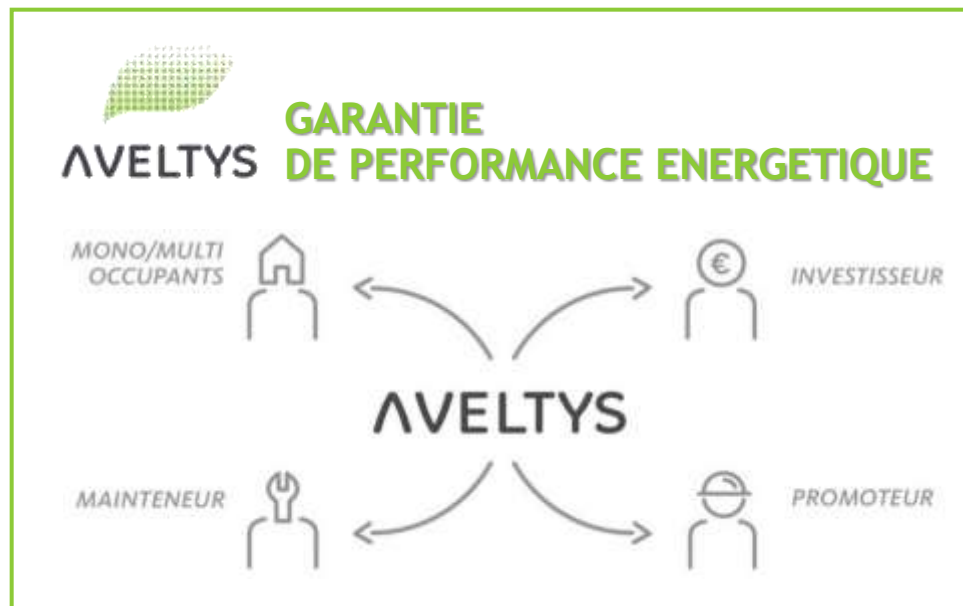 AVELTYS
GARANTIE
DE PERFORMANCE ENERGETIQUE
MONO/MULTI
OCCUPANTS
€
INVESTISSEUR
AVELTYS
MAINTENEUR
PROMOTEUR